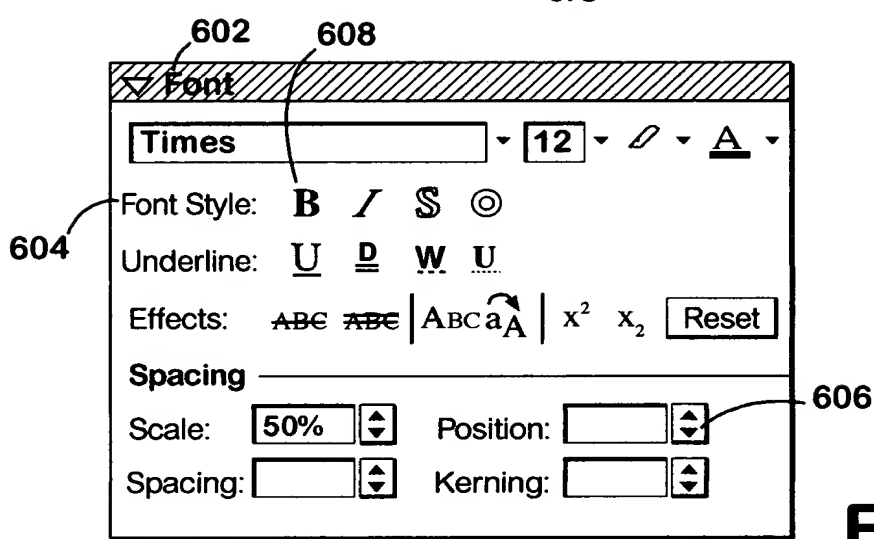 602 608
Font
Times 12 A
604
Font Style: B I S
Underline: U D W U
Effects: ABC ABC ABC aA x² x₂ Reset
Spacing
606
Scale: 50% Position:
Spacing: Kerning: